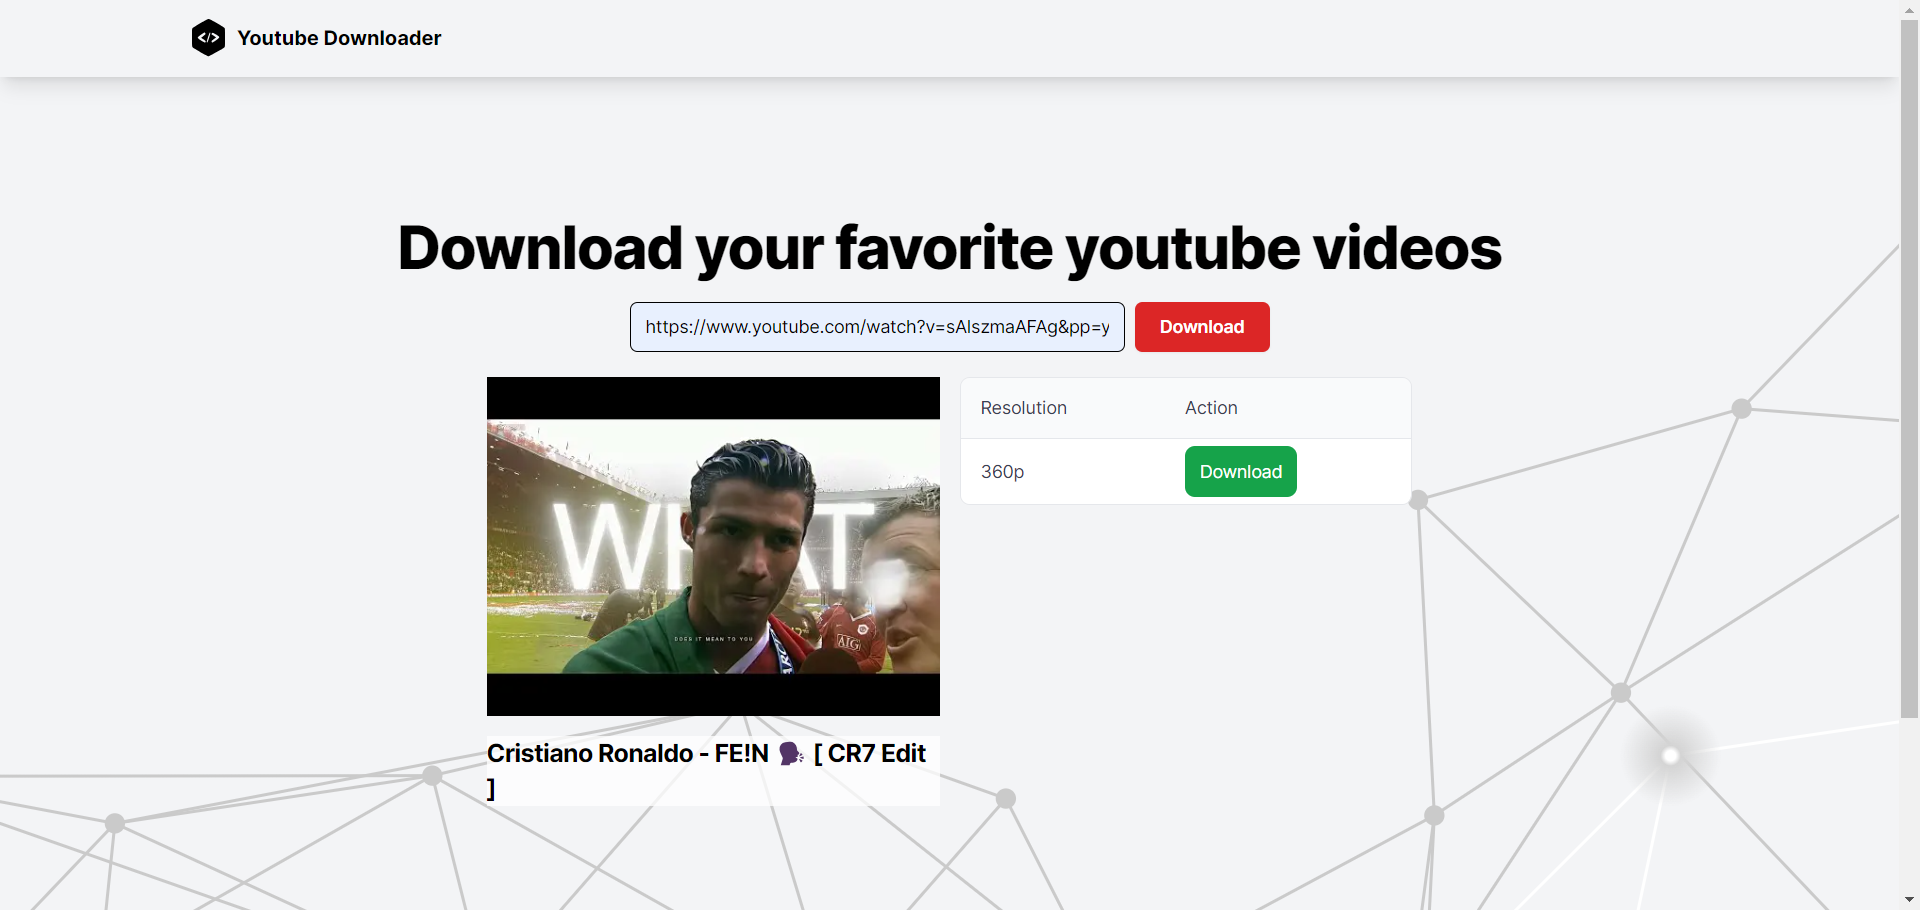 </> Youtube Downloader
Download your favorite youtube videos
https://www.youtube.com/watch?v=sAlszmaAFAg&pp=y
Download
Resolution Action
360p Download
WHAT
DOES IT MEAN TO YOU
AIG
Cristiano Ronaldo - FE!N 🗣 [ CR7 Edit
]